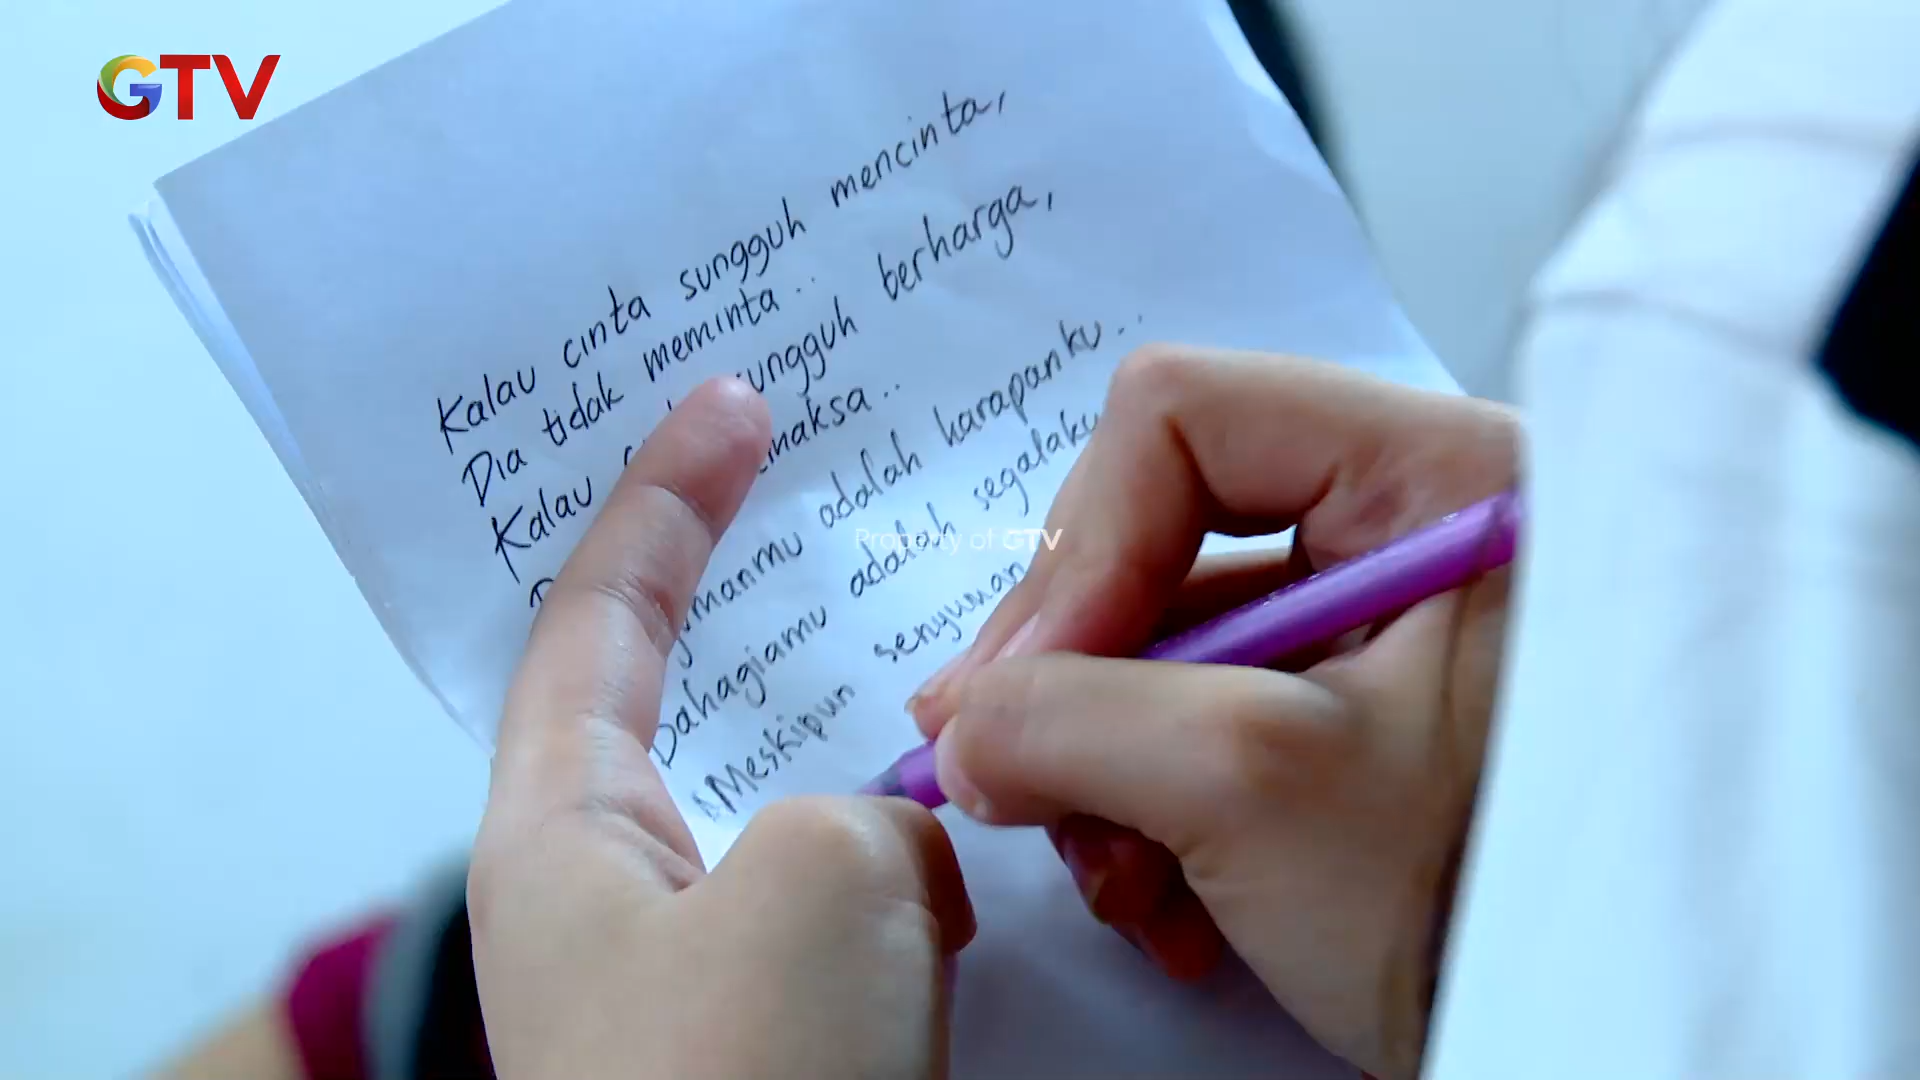 GTV
Kalau cinta sungguh mencinta,
Dia tidak meminta..
Kalau sungguh berharga,
adalah harapanku..
Bahagiamu adalah segalaku
Meskipun senyuman
Property of GTV